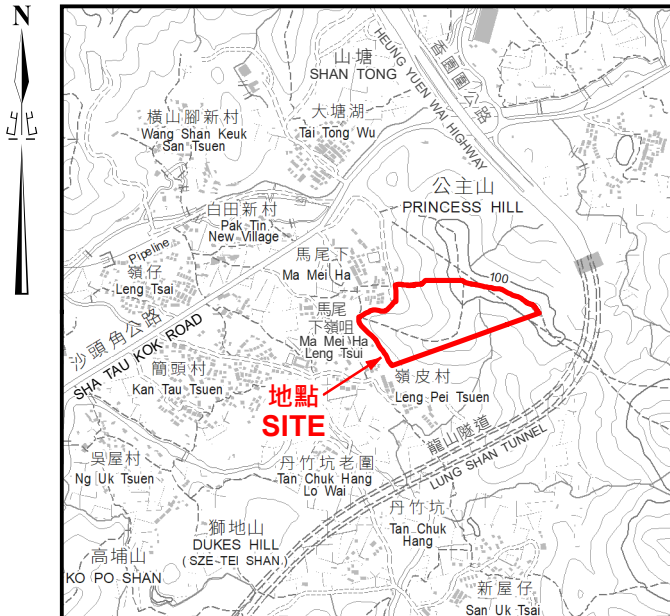 N
北
山塘
SHAN TONG
香園圍公路
HEUNG YUEN WAI HIGHWAY
橫山腳新村
Wang Shan Keuk
San Tsuen
大塘湖
Tai Tong Wu
公主山
PRINCESS HILL
白田新村
Pak Tin
New Village
Pipeline
嶺仔
Leng Tsai
馬尾下
Ma Mei Ha
100
馬尾
下嶺咀
Ma Mei Ha
Leng Tsui
沙頭角公路
SHA TAU KOK ROAD
簡頭村
Kan Tau Tsuen
地點
SITE
嶺皮村
Leng Pei Tsuen
龍山隧道
LUNG SHAN TUNNEL
吳屋村
Ng Uk Tsuen
丹竹坑老圍
Tan Chuk Hang
Lo Wai
丹竹坑
Tan Chuk
Hang
獅地山
DUKES HILL
( SZE TEI SHAN )
高埔山
KO PO SHAN
新屋仔
San Uk Tsai